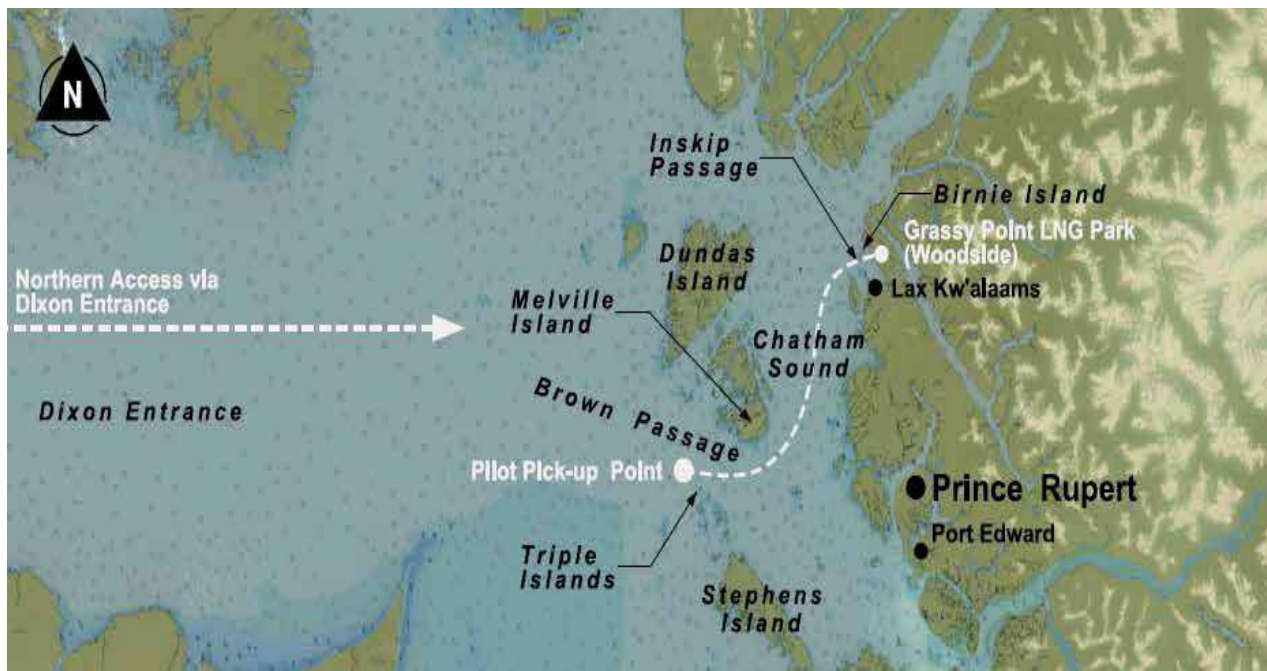 N
Inskip
Passage
Birnie Island
Grassy Point LNG Park
(Woodside)
Dundas
Island
Northern Access via
Dixon Entrance
Lax Kw'alaams
Melville
Island
Chatham
Sound
Dixon Entrance
Brown Passage
Pilot Pick-up Point
Prince Rupert
Port Edward
Triple
Islands
Stephens
Island